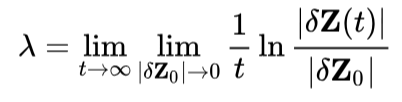 λ = lim_{t→∞} lim_{|δ𝐙₀|→0} (1/t) ln (|δ𝐙(t)| / |δ𝐙₀|)